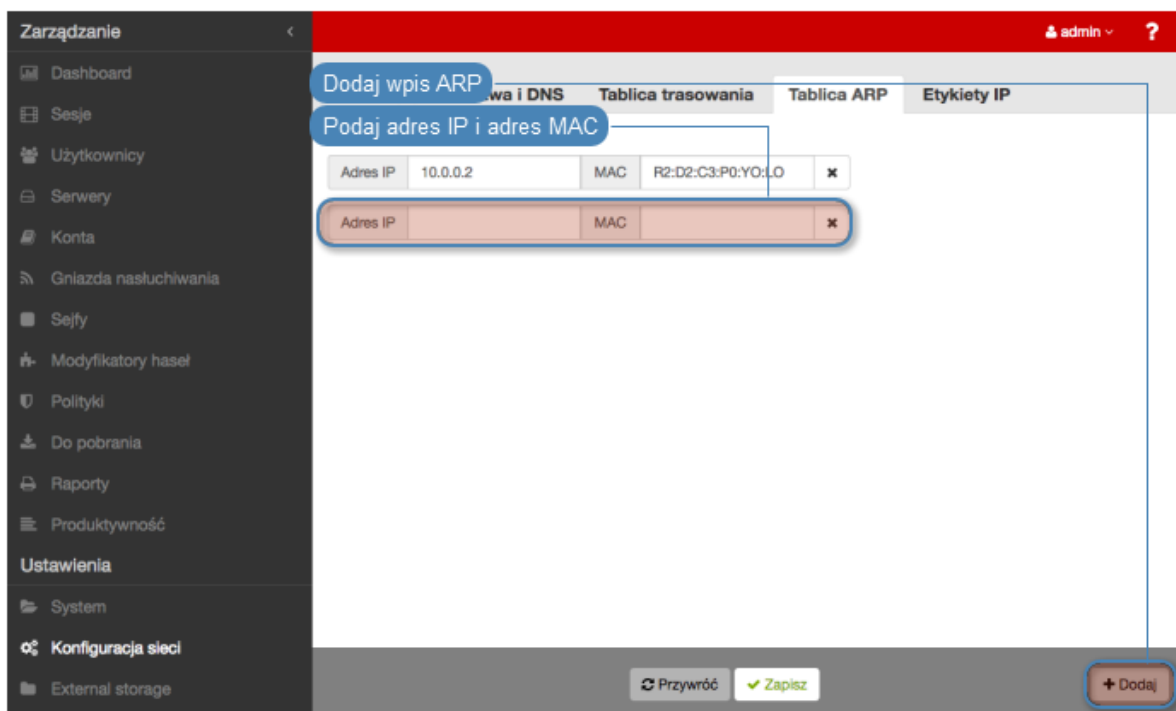 Zarządzanie
admin
?
Dashboard
Sesje
Użytkownicy
Serwery
Konta
Gniazda nasłuchiwania
Sejfy
Modyfikatory haseł
Polityki
Do pobrania
Raporty
Produktywność
Ustawienia
System
Konfiguracja sieci
External storage
Dodaj wpis ARP
wa i DNS Tablica trasowania Tablica ARP Etykiety IP
Podaj adres IP i adres MAC
Adres IP 10.0.0.2 MAC R2:D2:C3:P0:YO:LO
Adres IP MAC
Przywróć Zapisz + Dodaj